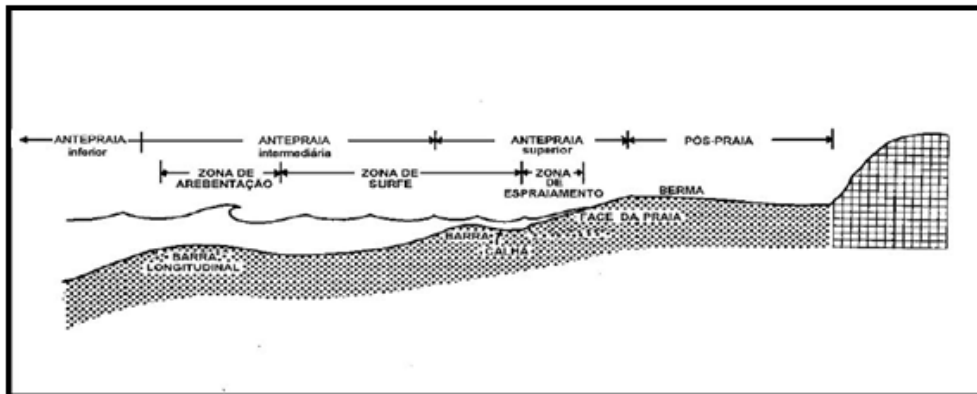 ANTEPRAIA
inferior
ANTEPRAIA
intermediária
ANTEPRAIA
superior
PÓS-PRAIA
ZONA DE
AREBENTAÇÃO
ZONA DE
SURFE
ZONA
DE
ESPRAIAMENTO
BERMA
FACE DA PRAIA
BARRA
CALHA
BARRA
LONGITUDINAL